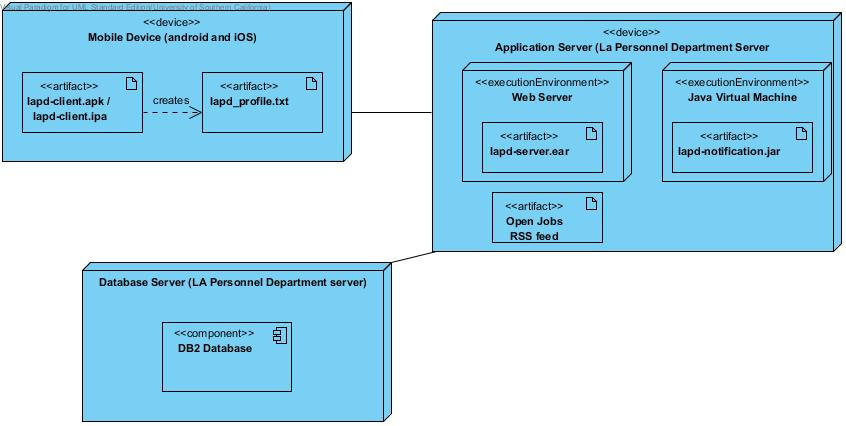 Visual Paradigm for UML Standard Edition(University of Southern California)
<<device>>
Mobile Device (android and iOS)
<<artifact>>
lapd-client.apk /
lapd-client.ipa
creates
<<artifact>>
lapd_profile.txt
<<device>>
Application Server (La Personnel Department Server
<<executionEnvironment>>
Web Server
<<artifact>>
lapd-server.ear
<<executionEnvironment>>
Java Virtual Machine
<<artifact>>
lapd-notification.jar
<<artifact>>
Open Jobs
RSS feed
Database Server (LA Personnel Department server)
<<component>>
DB2 Database